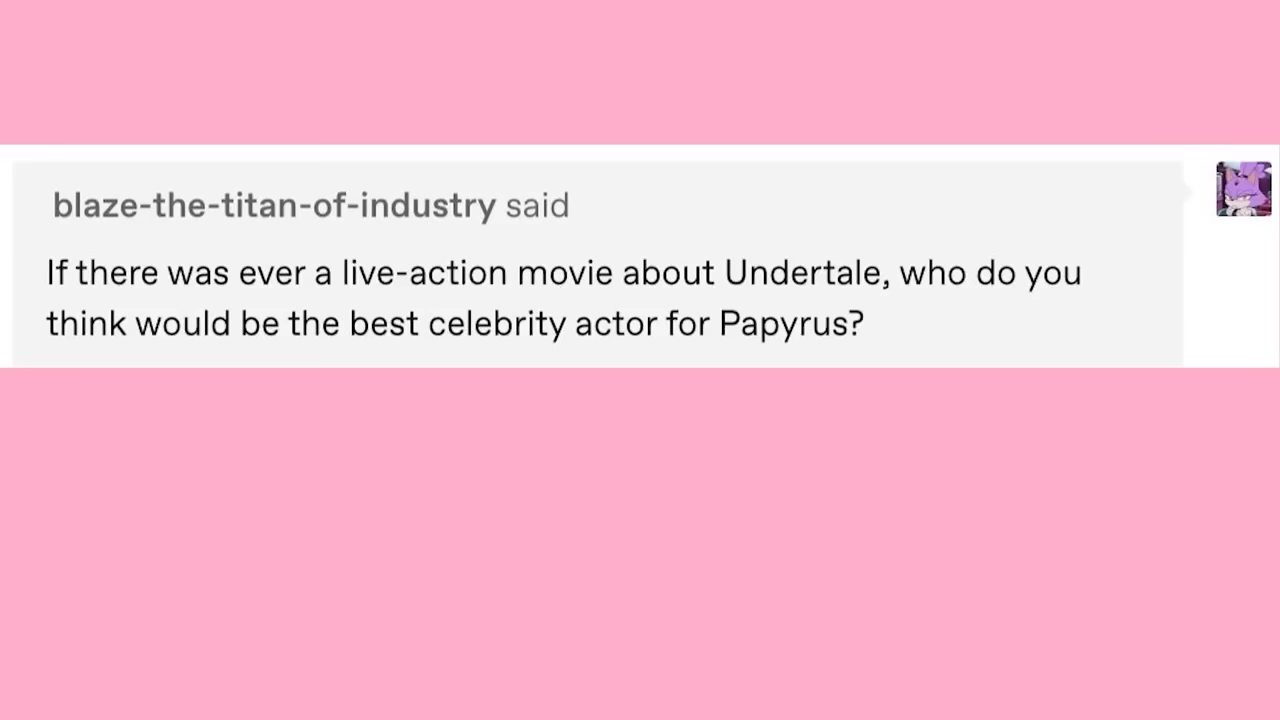 blaze-the-titan-of-industry said
If there was ever a live-action movie about Undertale, who do you
think would be the best celebrity actor for Papyrus?